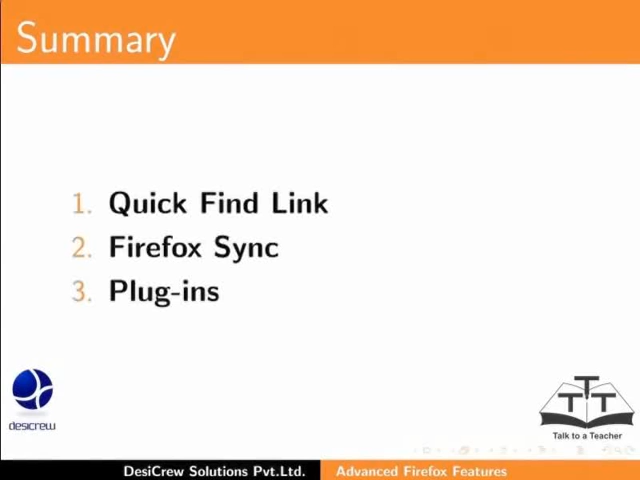 Summary
1. Quick Find Link
2. Firefox Sync
3. Plug-ins
desicrew
TTT
Talk to a Teacher
DesiCrew Solutions Pvt.Ltd. Advanced Firefox Features